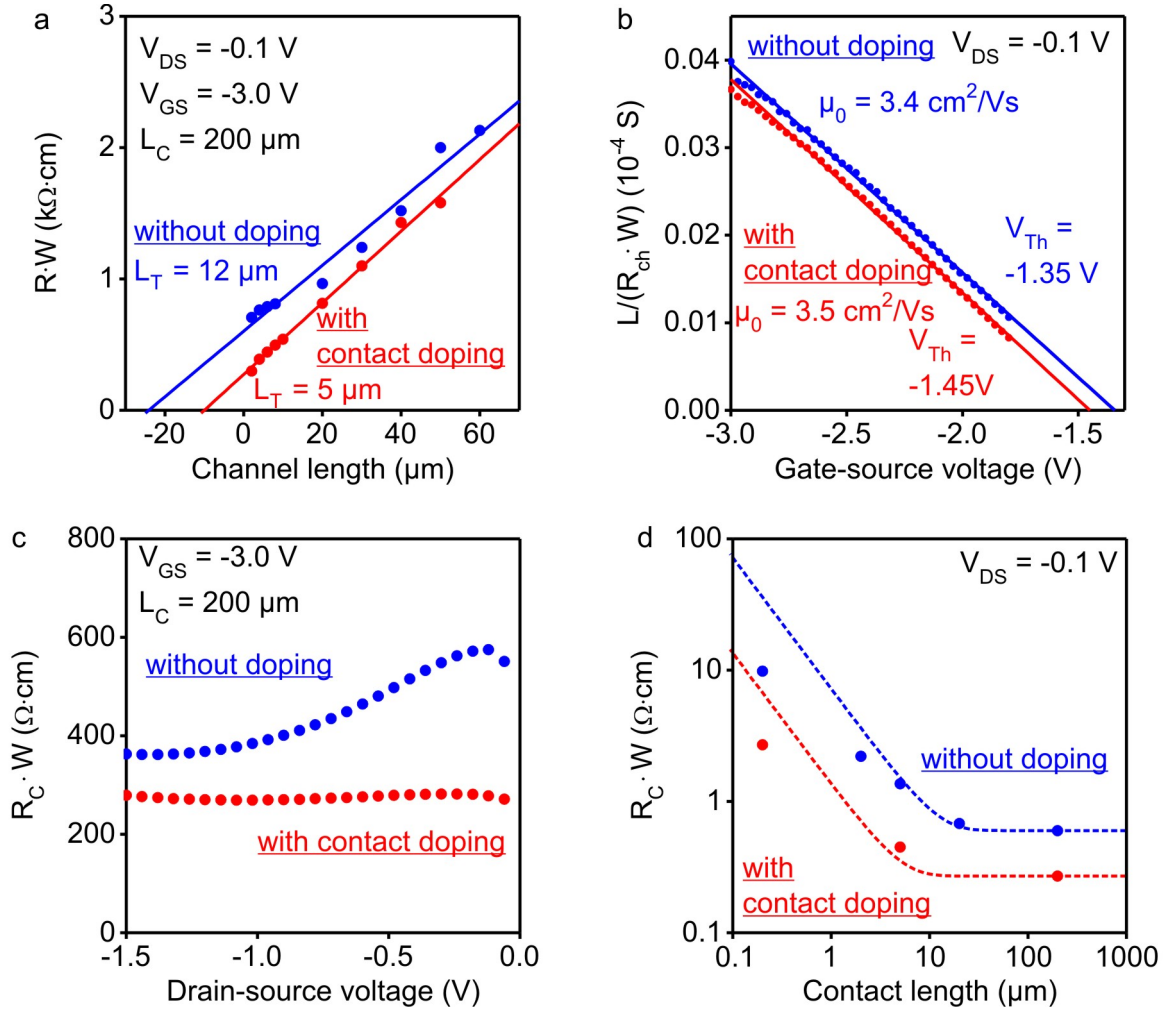 a
3
2
1
0
R·W (kΩ·cm)
V_DS = -0.1 V
V_GS = -3.0 V
L_C = 200 µm
without doping
L_T = 12 µm
with
contact doping
L_T = 5 µm
-20 0 20 40 60
Channel length (µm)
b
0.04
0.03
0.02
0.01
0.00
L/(R_ch·W) (10^-4 S)
without doping
V_DS = -0.1 V
µ_0 = 3.4 cm^2/Vs
with
contact doping
µ_0 = 3.5 cm^2/Vs
V_Th =
-1.35 V
V_Th =
-1.45V
-3.0 -2.5 -2.0 -1.5
Gate-source voltage (V)
c
800
600
400
200
0
R_C·W (Ω·cm)
V_GS = -3.0 V
L_C = 200 µm
without doping
with contact doping
-1.5 -1.0 -0.5 0.0
Drain-source voltage (V)
d
100
10
1
0.1
R_C·W (Ω·cm)
V_DS = -0.1 V
without doping
with
contact doping
0.1 1 10 100 1000
Contact length (µm)